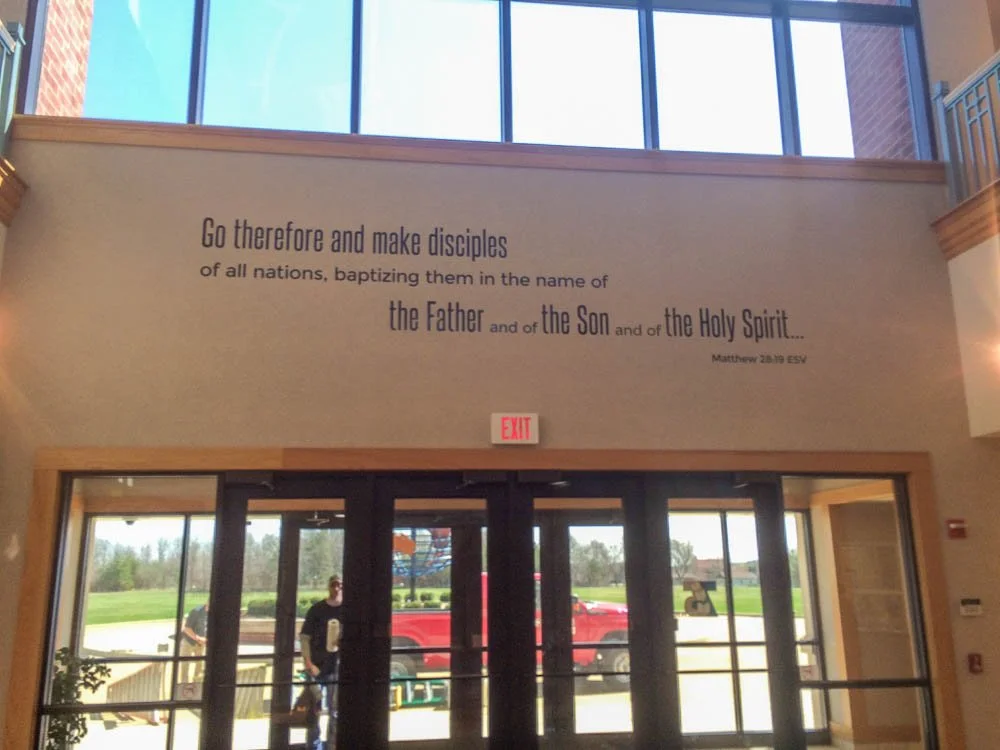 Go therefore and make disciples
of all nations, baptizing them in the name of
the Father and of the Son and of the Holy Spirit...
Matthew 28:19 ESV
EXIT